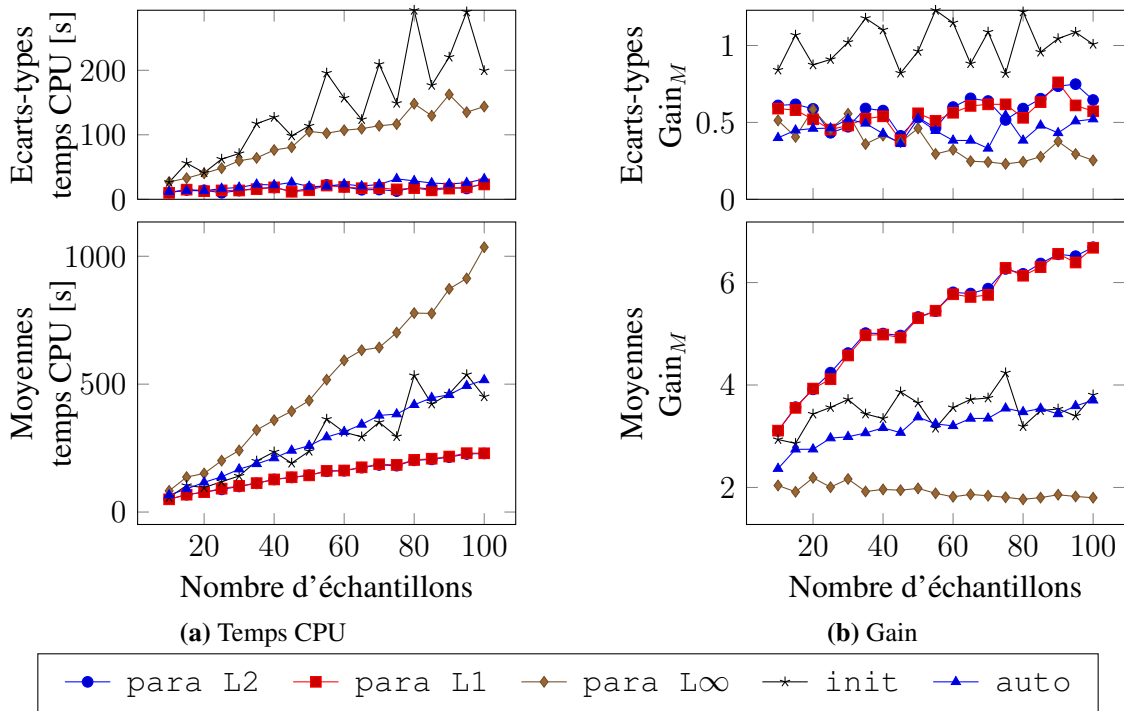 Ecarts-types
temps CPU [s]
200
100
0
Ecarts-types
Gain_M
1
0.5
0
Moyennes
temps CPU [s]
1000
500
0
20 40 60 80 100
Nombre d'échantillons
(a) Temps CPU
Moyennes
Gain_M
6
4
2
20 40 60 80 100
Nombre d'échantillons
(b) Gain
para L2 para L1 para L∞ init auto